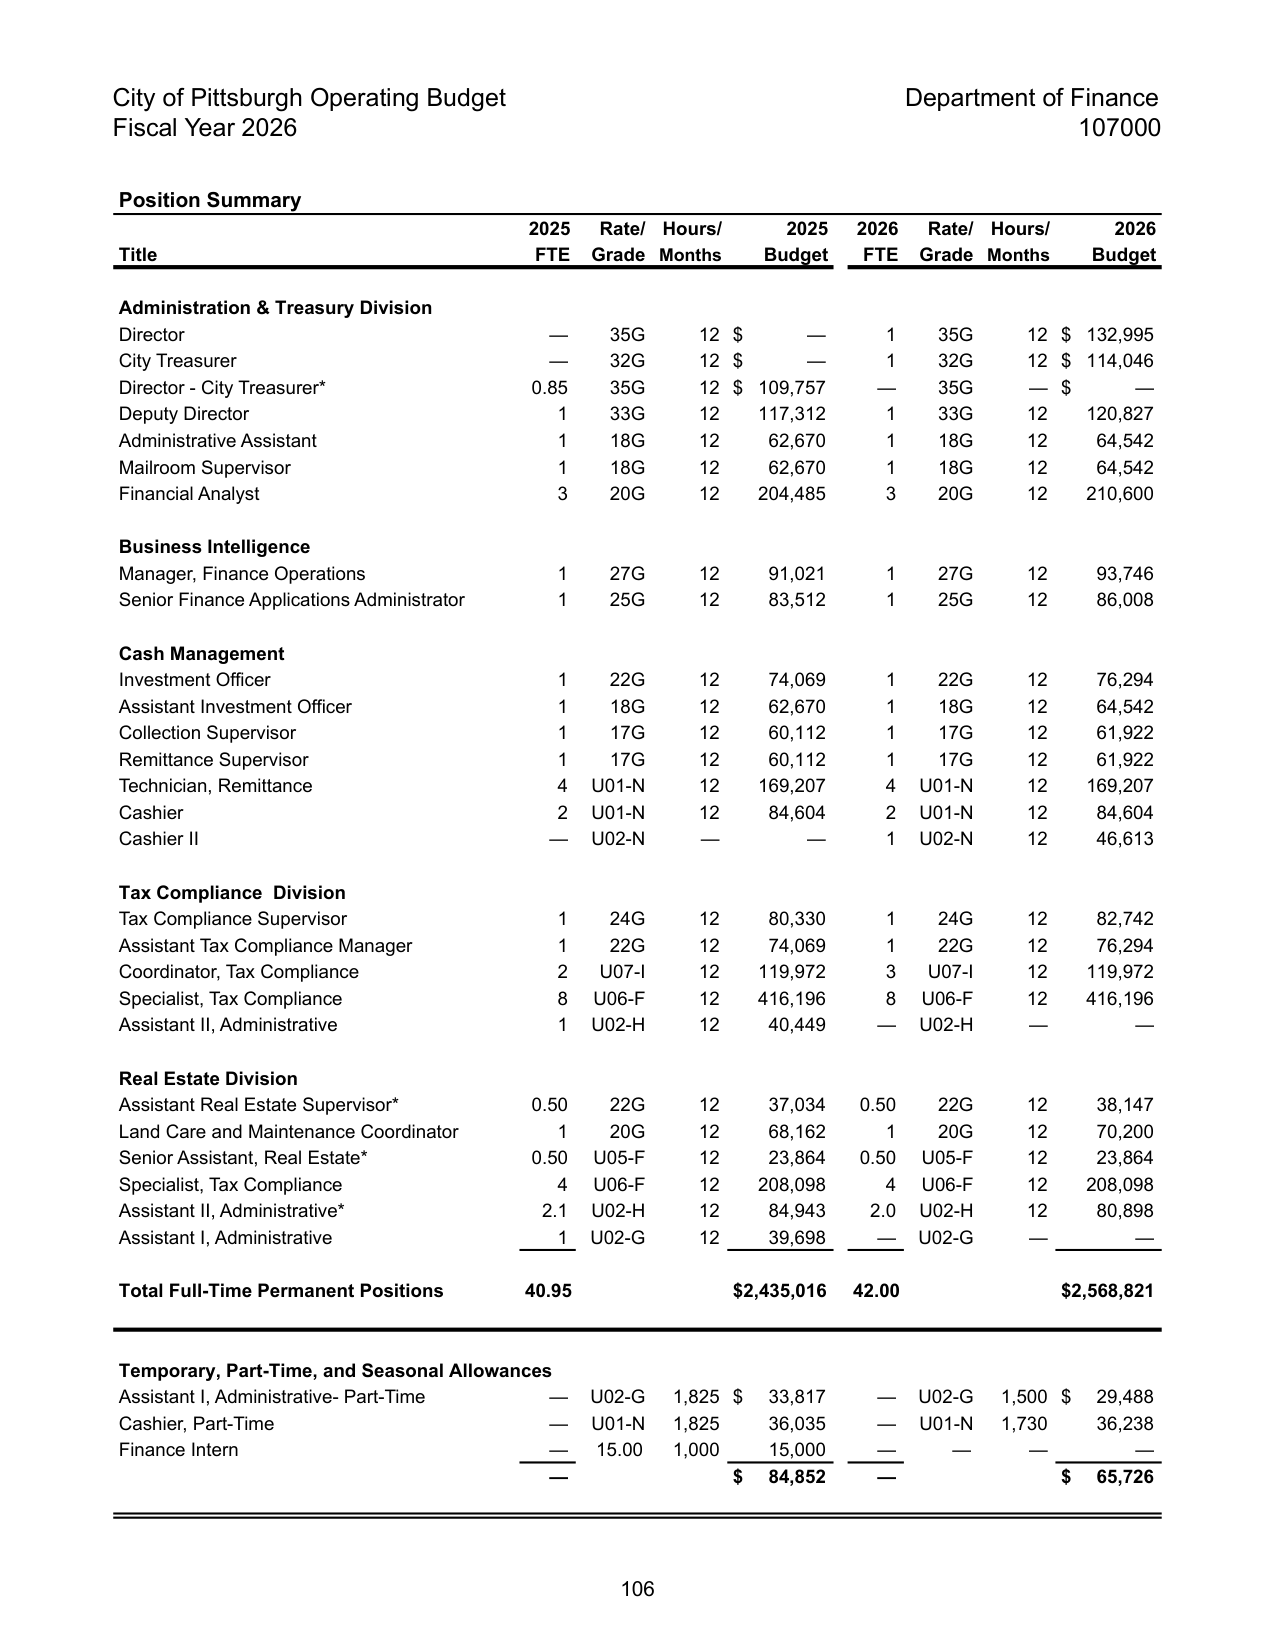 City of Pittsburgh Operating Budget Department of Finance
Fiscal Year 2026 107000
Position Summary
2025 Rate/ Hours/ 2025 2026 Rate/ Hours/ 2026
Title FTE Grade Months Budget FTE Grade Months Budget
Administration & Treasury Division
Director — 35G 12 $ — 1 35G 12 $ 132,995
City Treasurer — 32G 12 $ — 1 32G 12 $ 114,046
Director - City Treasurer* 0.85 35G 12 $ 109,757 — 35G — $ —
Deputy Director 1 33G 12 117,312 1 33G 12 120,827
Administrative Assistant 1 18G 12 62,670 1 18G 12 64,542
Mailroom Supervisor 1 18G 12 62,670 1 18G 12 64,542
Financial Analyst 3 20G 12 204,485 3 20G 12 210,600
Business Intelligence
Manager, Finance Operations 1 27G 12 91,021 1 27G 12 93,746
Senior Finance Applications Administrator 1 25G 12 83,512 1 25G 12 86,008
Cash Management
Investment Officer 1 22G 12 74,069 1 22G 12 76,294
Assistant Investment Officer 1 18G 12 62,670 1 18G 12 64,542
Collection Supervisor 1 17G 12 60,112 1 17G 12 61,922
Remittance Supervisor 1 17G 12 60,112 1 17G 12 61,922
Technician, Remittance 4 U01-N 12 169,207 4 U01-N 12 169,207
Cashier 2 U01-N 12 84,604 2 U01-N 12 84,604
Cashier II — U02-N — — 1 U02-N 12 46,613
Tax Compliance  Division
Tax Compliance Supervisor 1 24G 12 80,330 1 24G 12 82,742
Assistant Tax Compliance Manager 1 22G 12 74,069 1 22G 12 76,294
Coordinator, Tax Compliance 2 U07-I 12 119,972 3 U07-I 12 119,972
Specialist, Tax Compliance 8 U06-F 12 416,196 8 U06-F 12 416,196
Assistant II, Administrative 1 U02-H 12 40,449 — U02-H — —
Real Estate Division
Assistant Real Estate Supervisor* 0.50 22G 12 37,034 0.50 22G 12 38,147
Land Care and Maintenance Coordinator 1 20G 12 68,162 1 20G 12 70,200
Senior Assistant, Real Estate* 0.50 U05-F 12 23,864 0.50 U05-F 12 23,864
Specialist, Tax Compliance 4 U06-F 12 208,098 4 U06-F 12 208,098
Assistant II, Administrative* 2.1 U02-H 12 84,943 2.0 U02-H 12 80,898
Assistant I, Administrative 1 U02-G 12 39,698 — U02-G — —
Total Full-Time Permanent Positions 40.95 $2,435,016 42.00 $2,568,821
Temporary, Part-Time, and Seasonal Allowances
Assistant I, Administrative- Part-Time — U02-G 1,825 $ 33,817 — U02-G 1,500 $ 29,488
Cashier, Part-Time — U01-N 1,825 36,035 — U01-N 1,730 36,238
Finance Intern — 15.00 1,000 15,000 — — — —
— $ 84,852 — $ 65,726
106